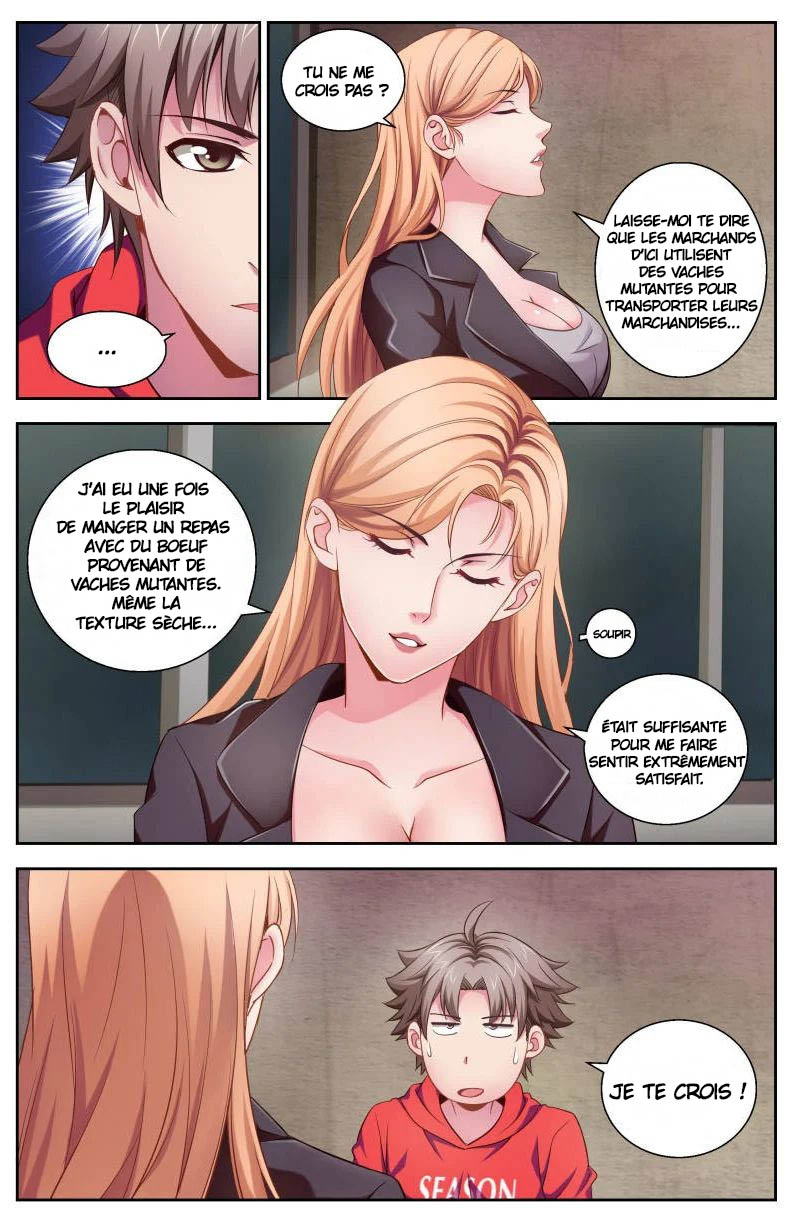 ...
TU NE ME
CROIS PAS ?
LAISSE-MOI TE DIRE
QUE LES MARCHANDS
D'ICI UTILISENT
DES VACHES
MUTANTES POUR
TRANSPORTER LEURS
MARCHANDISES...
J'AI EU UNE FOIS
LE PLAISIR
DE MANGER UN REPAS
AVEC DU BOEUF
PROVENANT DE
VACHES MUTANTES.
MÊME LA
TEXTURE SÈCHE...
SOUPIR
ÉTAIT SUFFISANTE
POUR ME FAIRE
SENTIR EXTRÊMEMENT
SATISFAIT.
JE TE CROIS !
SEASON